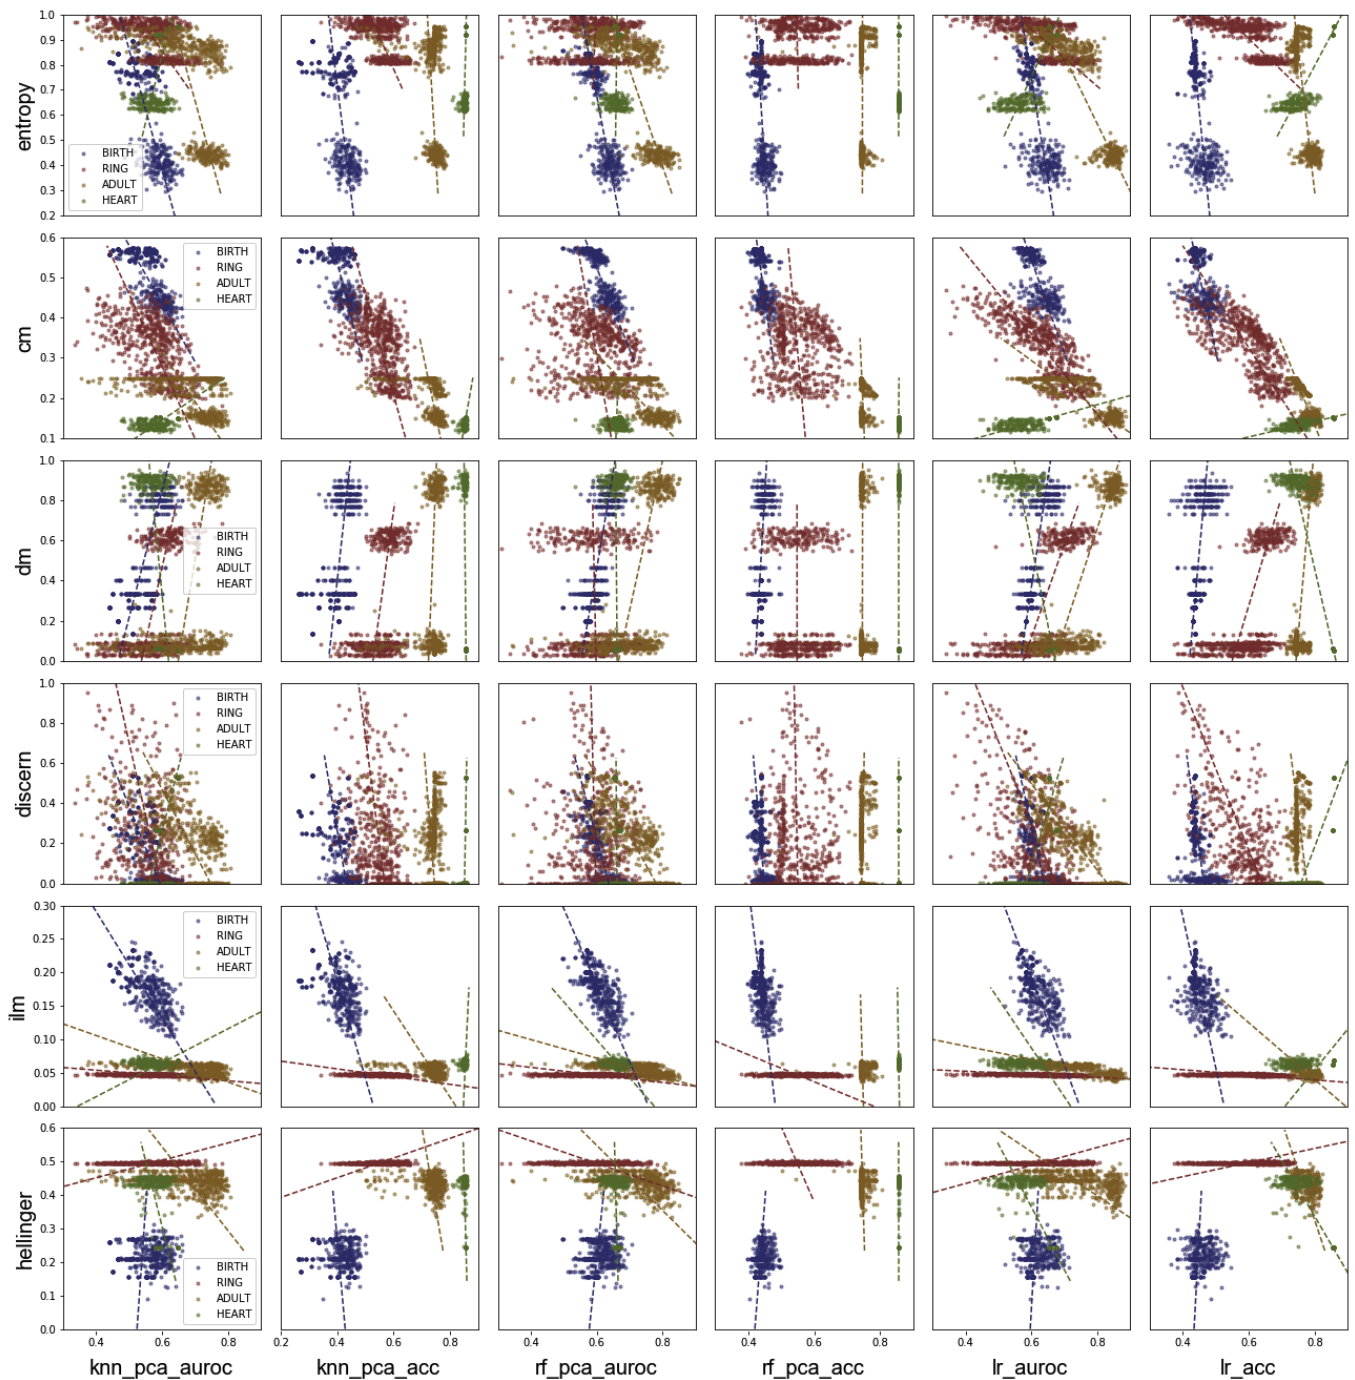 entropy
1.0
0.9
0.8
0.7
0.6
0.5
0.4
0.3
0.2
BIRTH
RING
ADULT
HEART
cm
0.6
0.5
0.4
0.3
0.2
0.1
BIRTH
RING
ADULT
HEART
dm
1.0
0.8
0.6
0.4
0.2
0.0
BIRTH
RING
ADULT
HEART
discern
1.0
0.8
0.6
0.4
0.2
0.0
BIRTH
RING
ADULT
HEART
ilm
0.30
0.25
0.20
0.15
0.10
0.05
0.00
BIRTH
RING
ADULT
HEART
hellinger
0.6
0.5
0.4
0.3
0.2
0.1
0.0
BIRTH
RING
ADULT
HEART
0.4 0.6 0.8 0.2 0.4 0.6 0.8 0.4 0.6 0.8 0.4 0.6 0.8 0.4 0.6 0.8 0.4 0.6 0.8
knn_pca_auroc knn_pca_acc rf_pca_auroc rf_pca_acc lr_auroc lr_acc